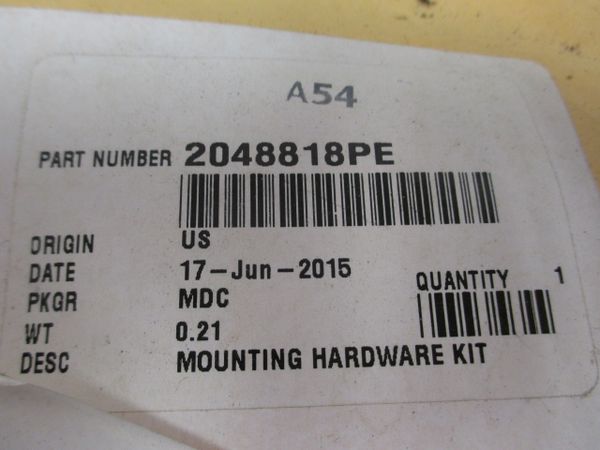 A54
PART NUMBER 2048818PE
ORIGIN US
DATE 17-Jun-2015
PKGR MDC
QUANTITY 1
WT 0.21
DESC MOUNTING HARDWARE KIT